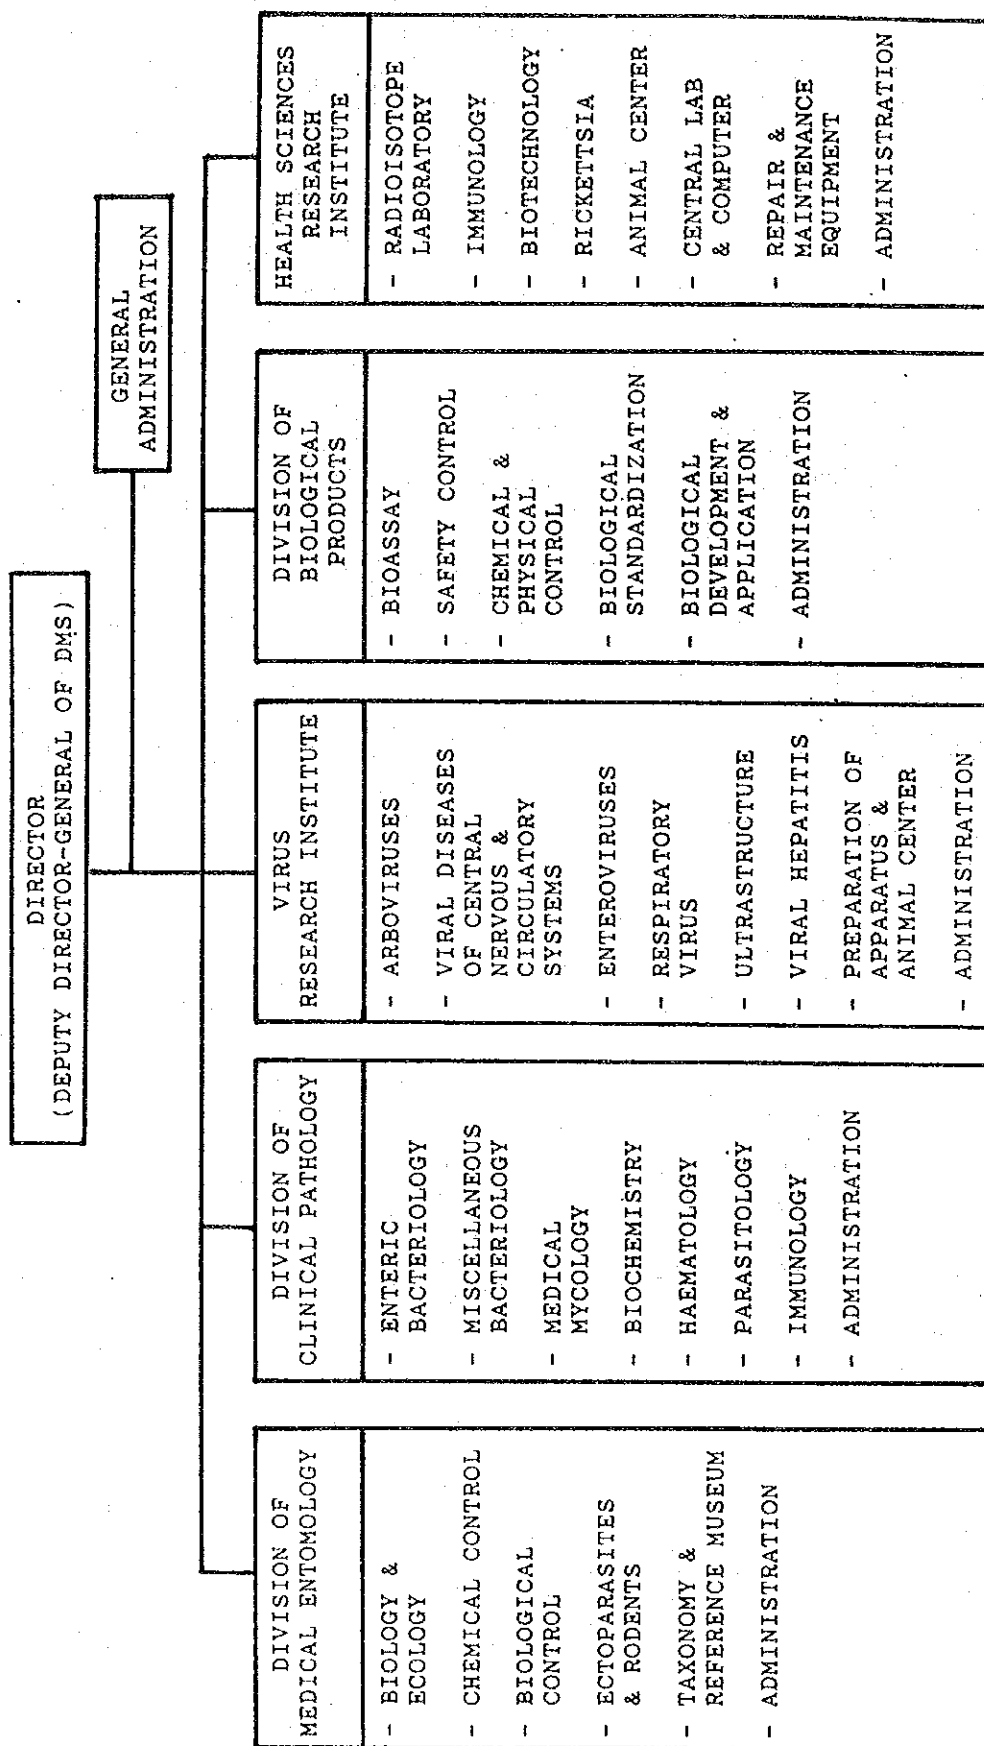 DIRECTOR
(DEPUTY DIRECTOR-GENERAL OF DMS)
GENERAL
ADMINISTRATION
DIVISION OF
MEDICAL ENTOMOLOGY
- BIOLOGY &
ECOLOGY
- CHEMICAL CONTROL
- BIOLOGICAL
CONTROL
- ECTOPARASITES
& RODENTS
- TAXONOMY &
REFERENCE MUSEUM
- ADMINISTRATION
DIVISION OF
CLINICAL PATHOLOGY
- ENTERIC
BACTERIOLOGY
- MISCELLANEOUS
BACTERIOLOGY
- MEDICAL
MYCOLOGY
- BIOCHEMISTRY
- HAEMATOLOGY
- PARASITOLOGY
- IMMUNOLOGY
- ADMINISTRATION
VIRUS
RESEARCH INSTITUTE
- ARBOVIRUSES
- VIRAL DISEASES
OF CENTRAL
NERVOUS &
CIRCULATORY
SYSTEMS
- ENTEROVIRUSES
- RESPIRATORY
VIRUS
- ULTRASTRUCTURE
- VIRAL HEPATITIS
- PREPARATION OF
APPARATUS &
ANIMAL CENTER
- ADMINISTRATION
DIVISION OF
BIOLOGICAL
PRODUCTS
- BIOASSAY
- SAFETY CONTROL
- CHEMICAL &
PHYSICAL
CONTROL
- BIOLOGICAL
STANDARDIZATION
- BIOLOGICAL
DEVELOPMENT &
APPLICATION
- ADMINISTRATION
HEALTH SCIENCES
RESEARCH
INSTITUTE
- RADIOISOTOPE
LABORATORY
- IMMUNOLOGY
- BIOTECHNOLOGY
- RICKETTSIA
- ANIMAL CENTER
- CENTRAL LAB
& COMPUTER
- REPAIR &
MAINTENANCE
EQUIPMENT
- ADMINISTRATION